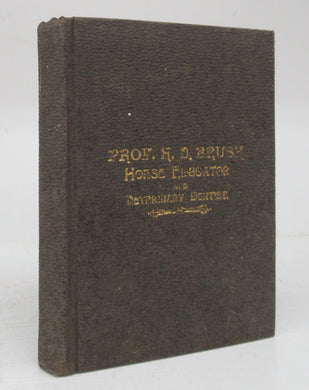 PROF. H. D. BRUSH
HORSE EDUCATOR
AND
VETERINARY DENTIST